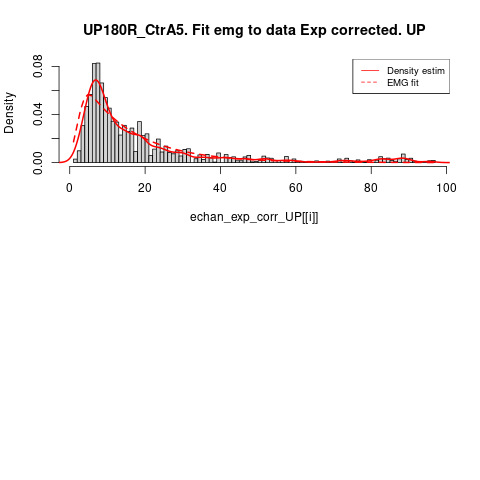 UP180R_CtrA5. Fit emg to data Exp corrected. UP
Density
0.00
0.04
0.08
Density estim
EMG fit
0 20 40 60 80 100
echan_exp_corr_UP[[i]]